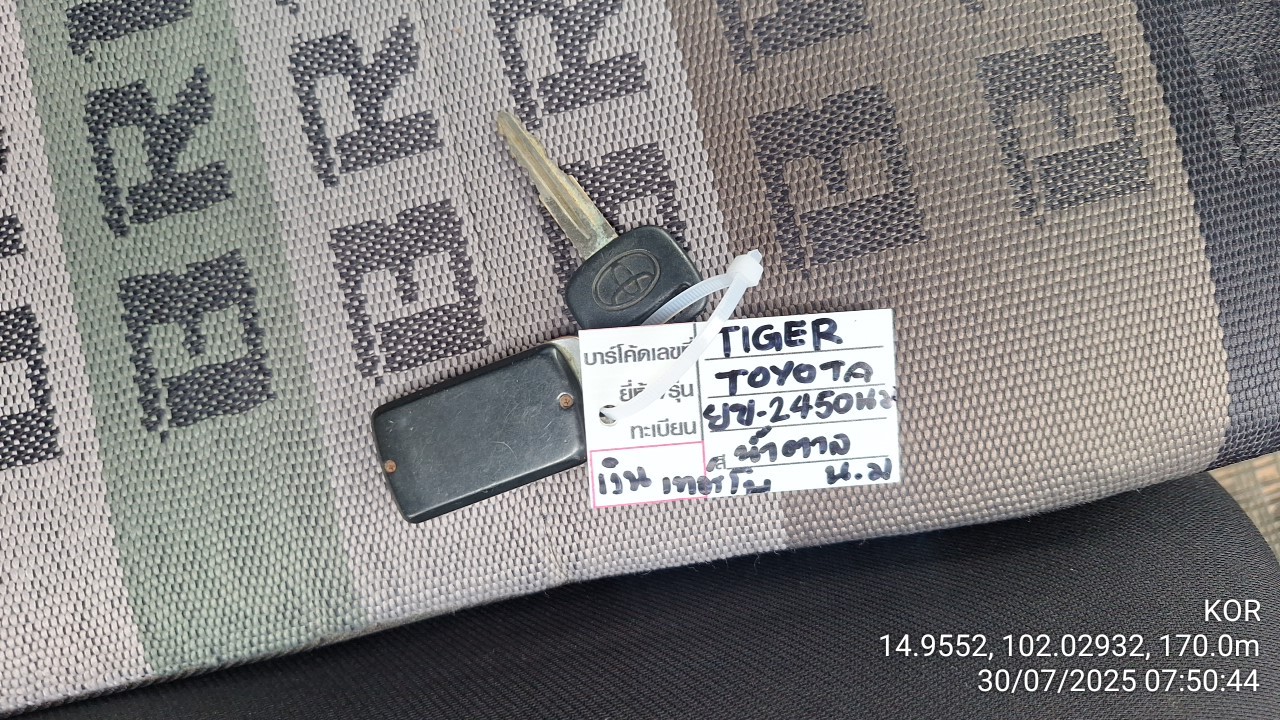 บาร์โค้ดเลขที่ TIGER
TOYOTA
ทะเบียน ยข-2450นม
สี น้ำตาล
เงิน เทอร์โบ น.ม
KOR
14.9552, 102.02932, 170.0m
30/07/2025 07:50:44